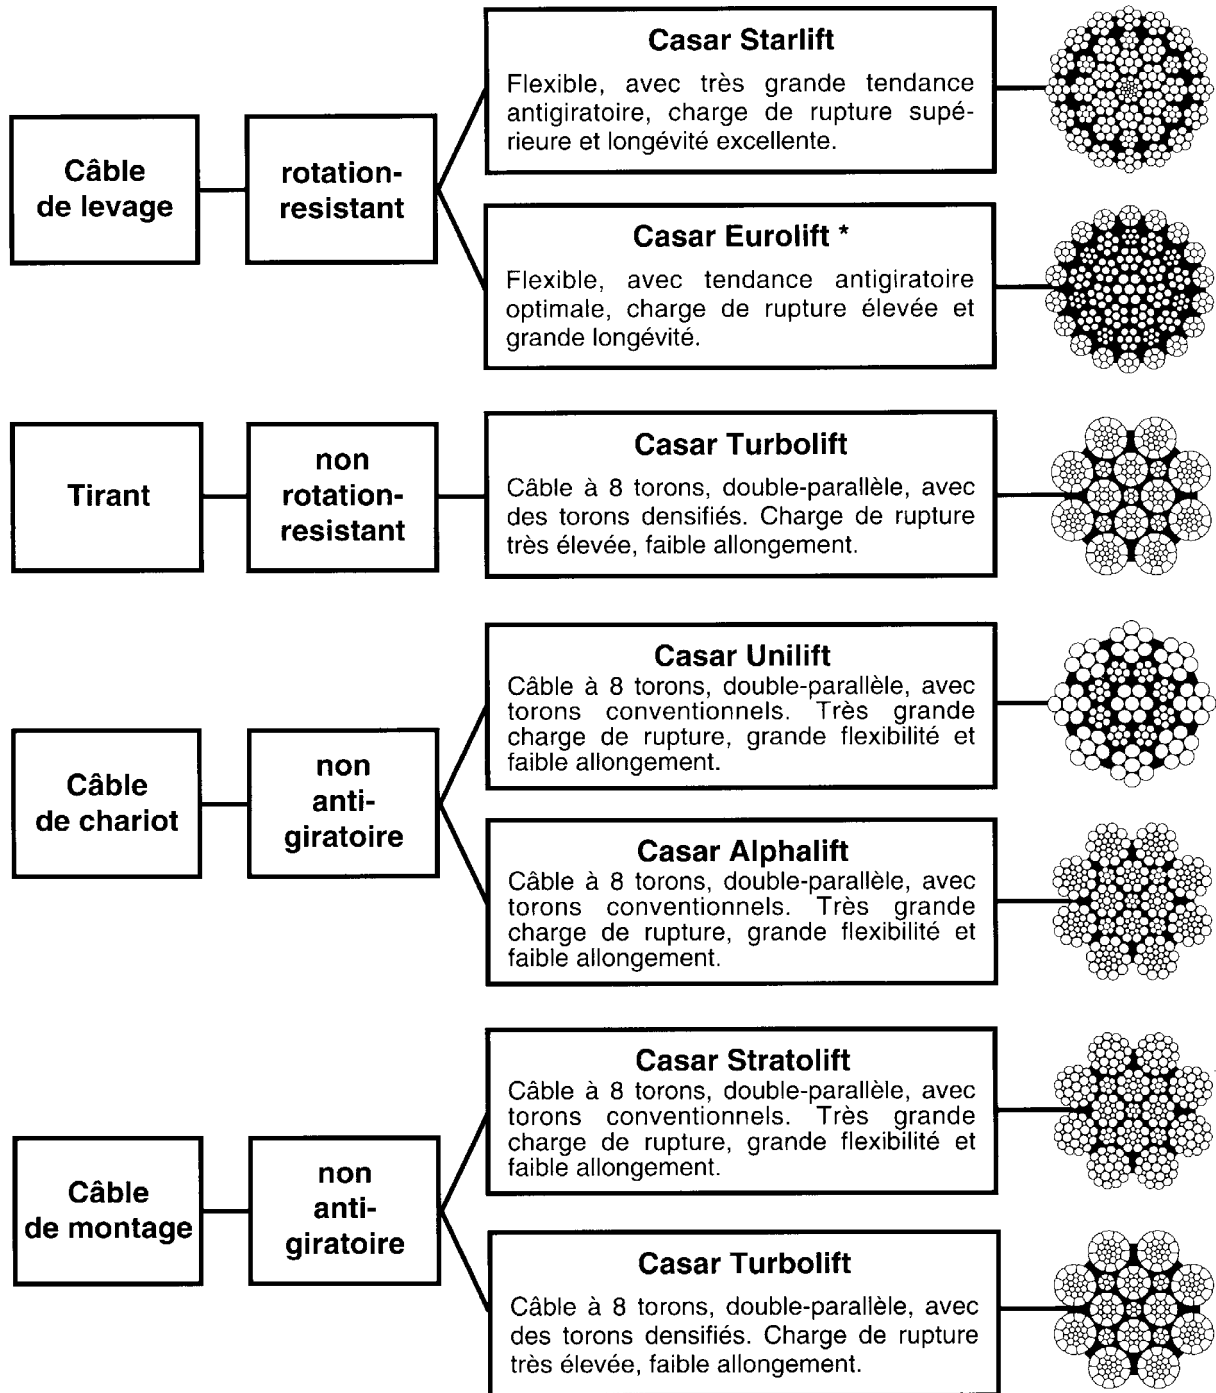 Câble
de levage
rotation-
resistant
Casar Starlift
Flexible, avec très grande tendance
antigiratoire, charge de rupture supé-
rieure et longévité excellente.
Casar Eurolift *
Flexible, avec tendance antigiratoire
optimale, charge de rupture élevée et
grande longévité.
Tirant
non
rotation-
resistant
Casar Turbolift
Câble à 8 torons, double-parallèle, avec
des torons densifiés. Charge de rupture
très élevée, faible allongement.
Câble
de chariot
non
anti-
giratoire
Casar Unilift
Câble à 8 torons, double-parallèle, avec
torons conventionnels. Très grande
charge de rupture, grande flexibilité et
faible allongement.
Casar Alphalift
Câble à 8 torons, double-parallèle, avec
torons conventionnels. Très grande
charge de rupture, grande flexibilité et
faible allongement.
Câble
de montage
non
anti-
giratoire
Casar Stratolift
Câble à 8 torons, double-parallèle, avec
torons conventionnels. Très grande
charge de rupture, grande flexibilité et
faible allongement.
Casar Turbolift
Câble à 8 torons, double-parallèle, avec
des torons densifiés. Charge de rupture
très élevée, faible allongement.